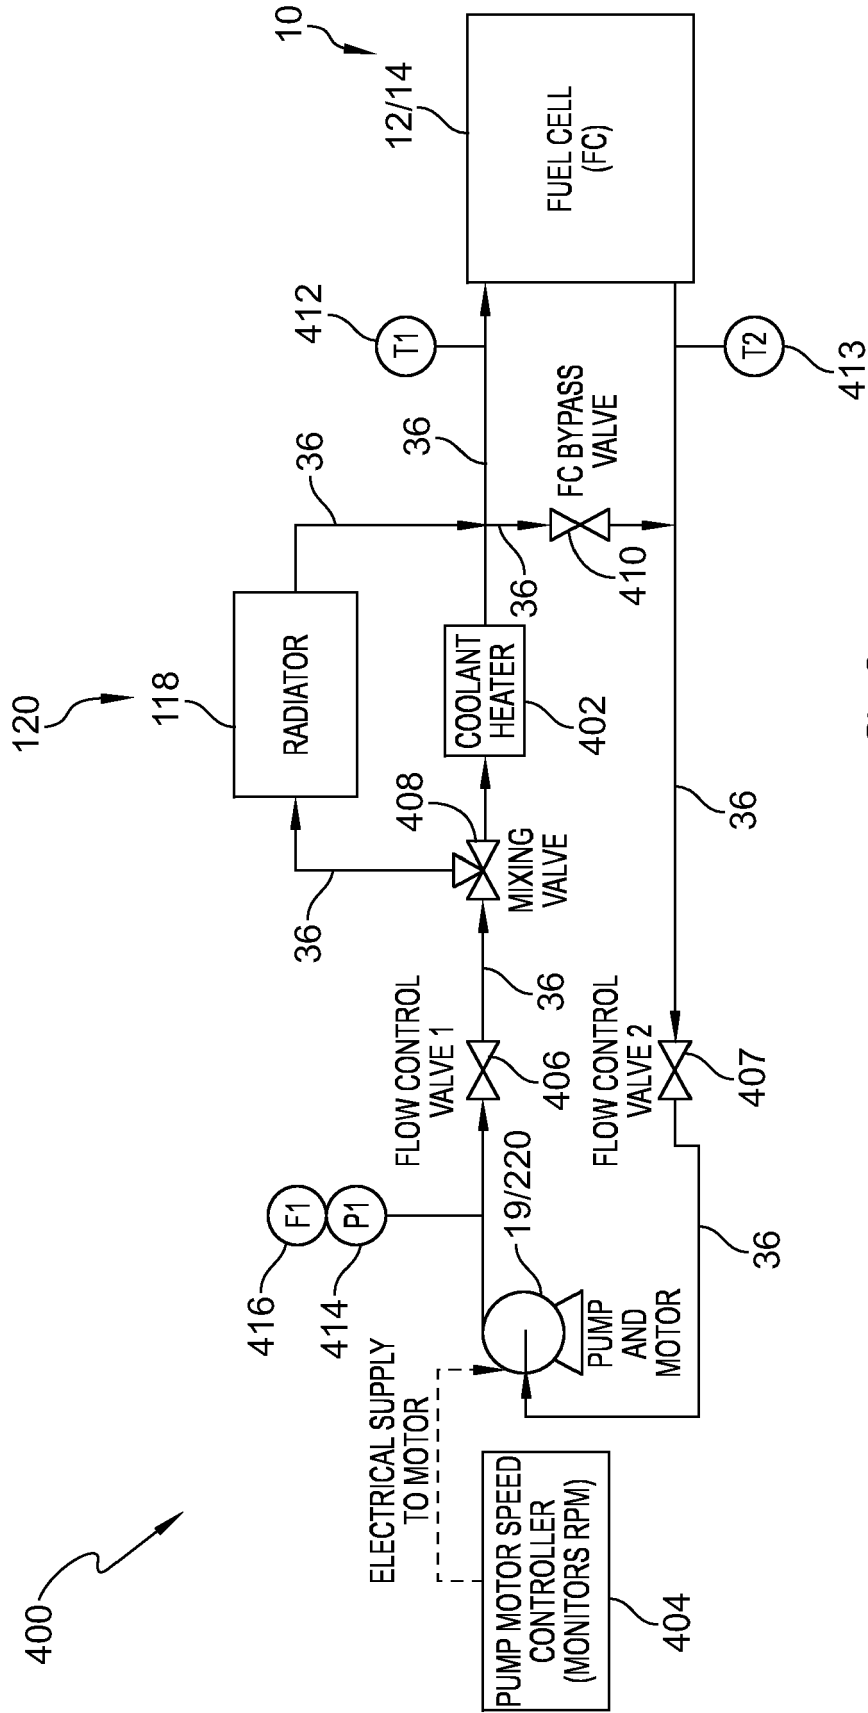 400
120
10
118
RADIATOR
36
36
12/14
FUEL CELL
(FC)
416
F1
414
P1
412
T1
FLOW CONTROL
VALVE 1
406
36
408
MIXING
VALVE
COOLANT
HEATER
402
36
36
FC BYPASS
VALVE
410
ELECTRICAL SUPPLY
TO MOTOR
19/220
PUMP
AND
MOTOR
PUMP MOTOR SPEED
CONTROLLER
(MONITORS RPM)
404
FLOW CONTROL
VALVE 2
407
36
36
T2
413